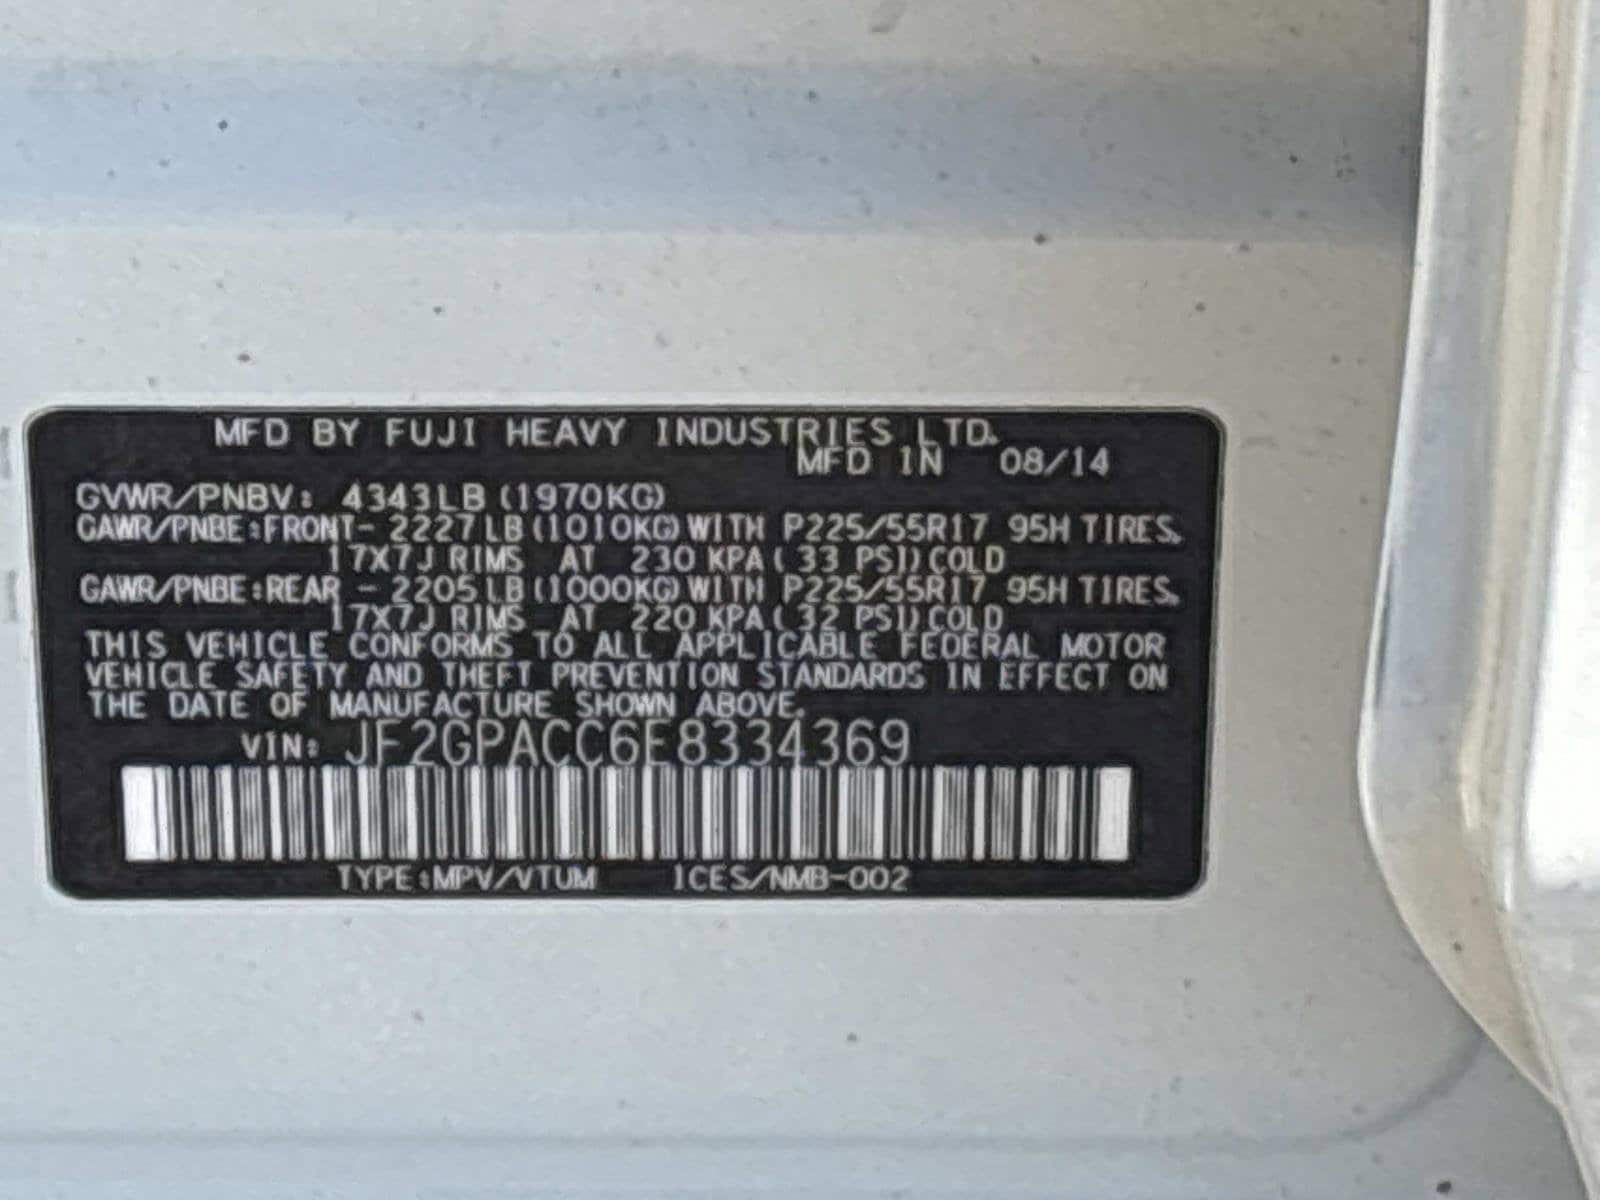 MFD BY FUJI HEAVY INDUSTRIES LTD.
MFD IN 08/14
GVWR/PNBV: 4343LB (1970KG)
GAWR/PNBE:FRONT- 2227LB(1010KG)WITH P225/55R17 95H TIRES,
17X7J RIMS AT 230 KPA( 33 PSI)COLD
GAWR/PNBE:REAR - 2205LB(1000KG)WITH P225/55R17 95H TIRES,
17X7J RIMS AT 220 KPA( 32 PSI)COLD
THIS VEHICLE CONFORMS TO ALL APPLICABLE FEDERAL MOTOR
VEHICLE SAFETY AND THEFT PREVENTION STANDARDS IN EFFECT ON
THE DATE OF MANUFACTURE SHOWN ABOVE.
VIN: JF2GPACC6E8334369
TYPE:MPV/VTUM ICES/NMB-002